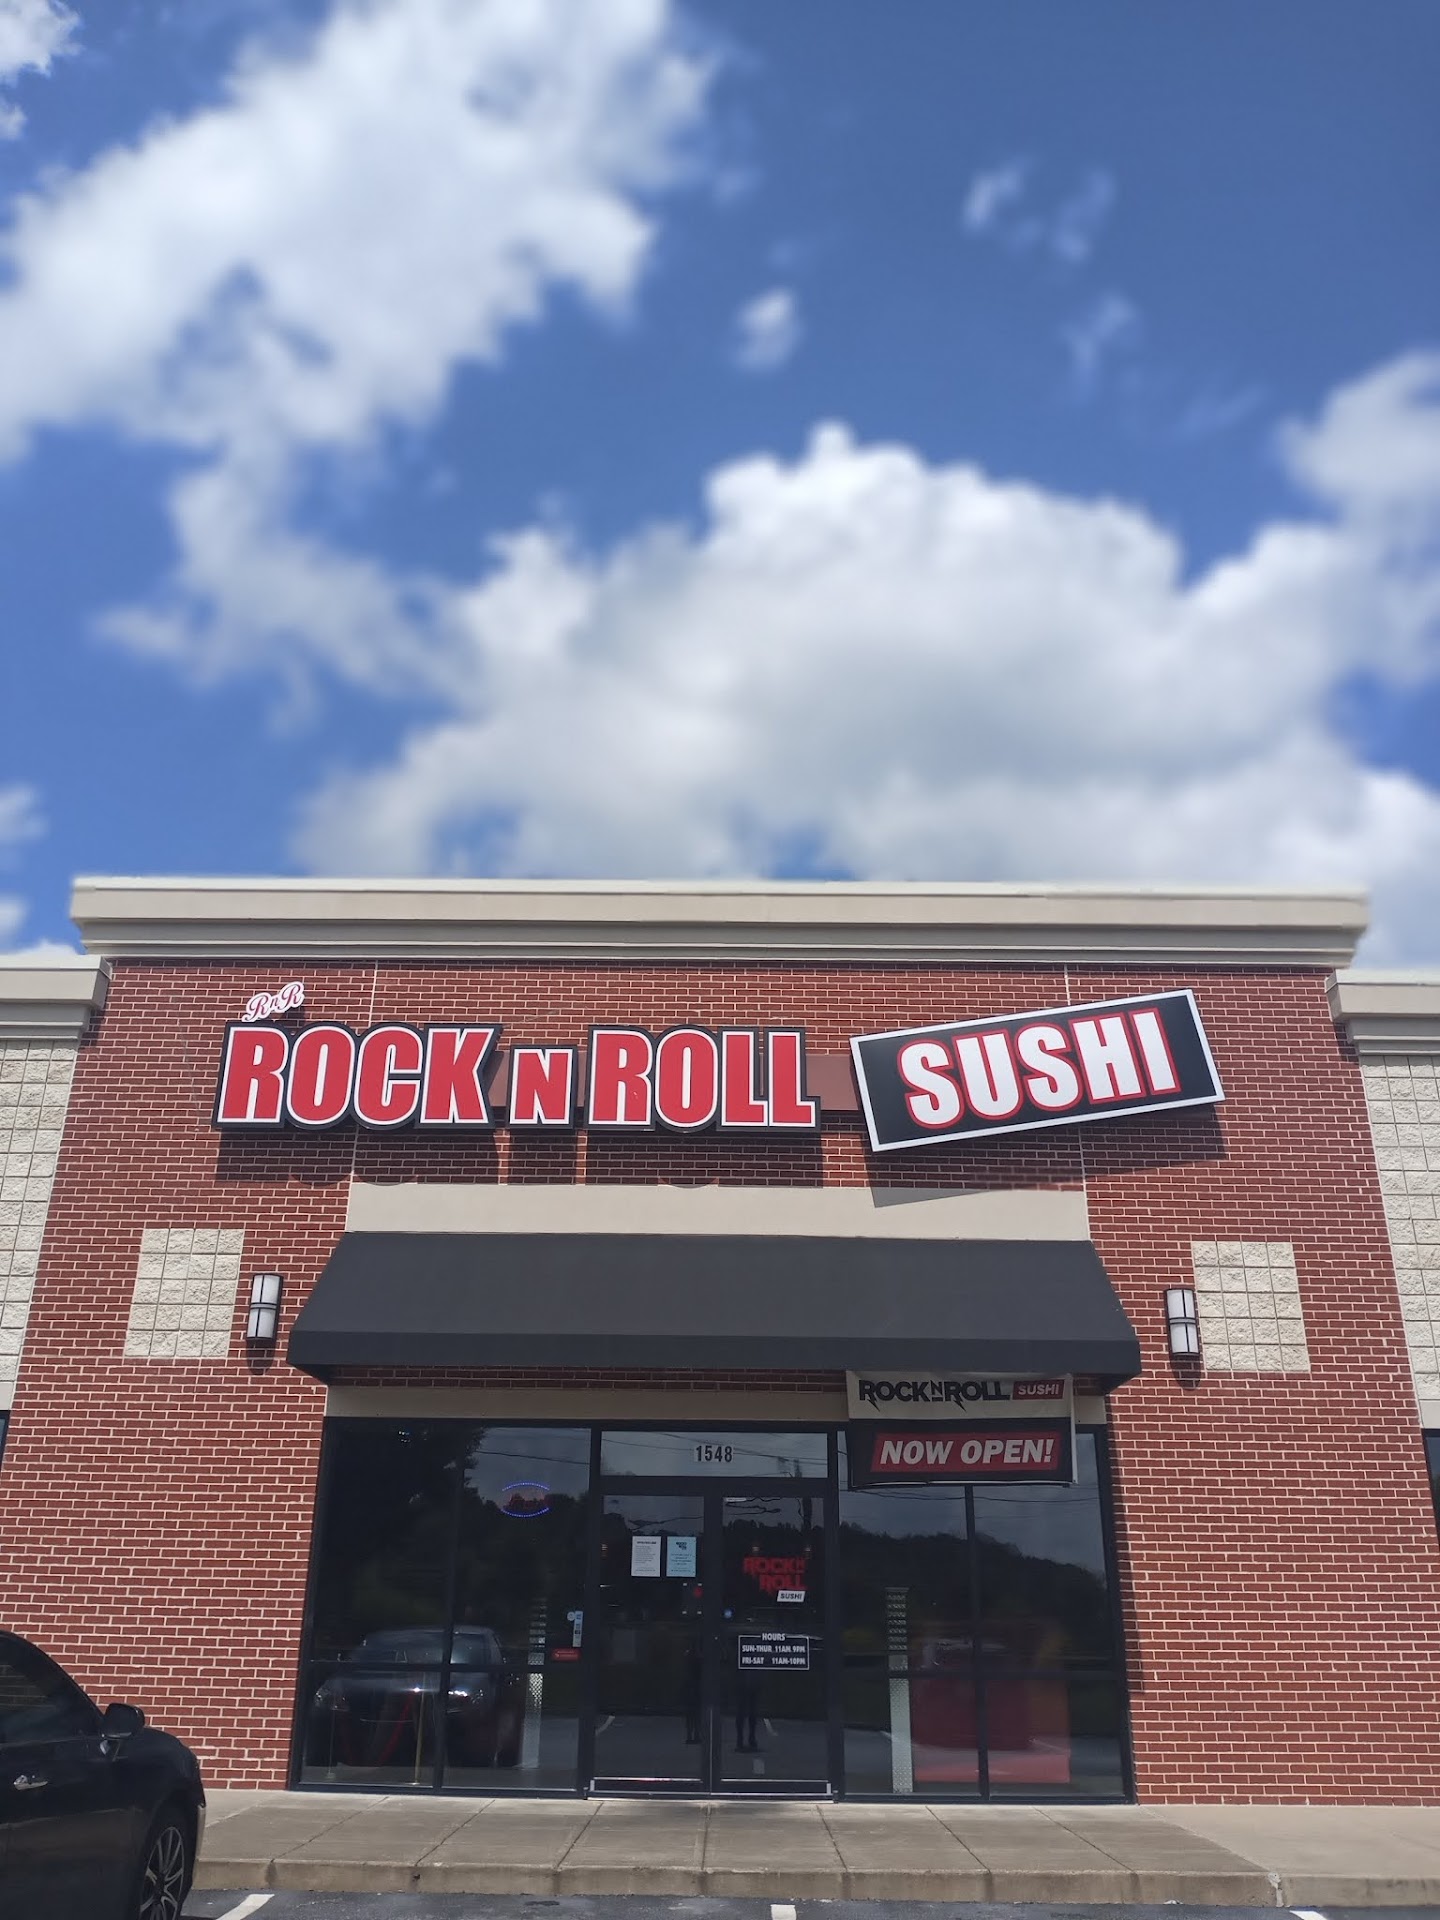 RnR
ROCK N ROLL SUSHI
ROCK N ROLL SUSHI
NOW OPEN!
1548
ROCK N
ROLL
SUSHI
HOURS
SUN-THUR 11AM-9PM
FRI-SAT 11AM-10PM